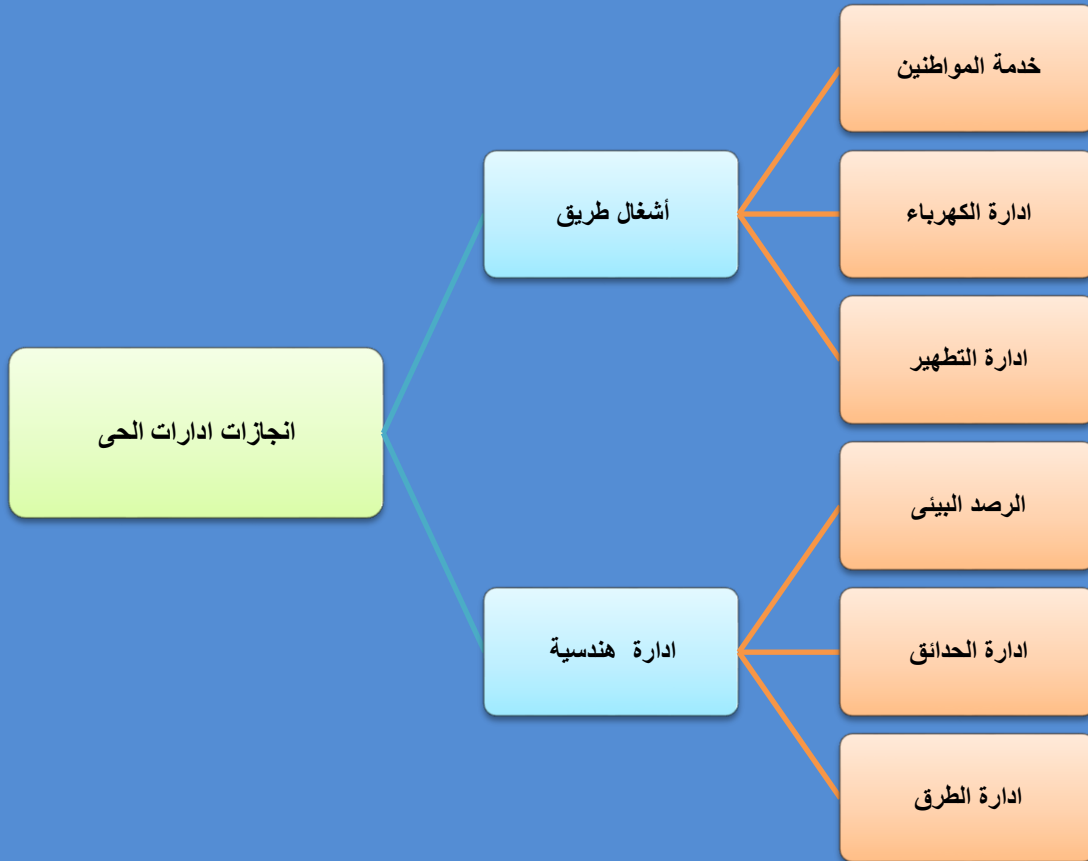 انجازات ادارات الحى
أشغال طريق
خدمة المواطنين
ادارة الكهرباء
ادارة التطهير
ادارة هندسية
الرصد البيئى
ادارة الحدائق
ادارة الطرق